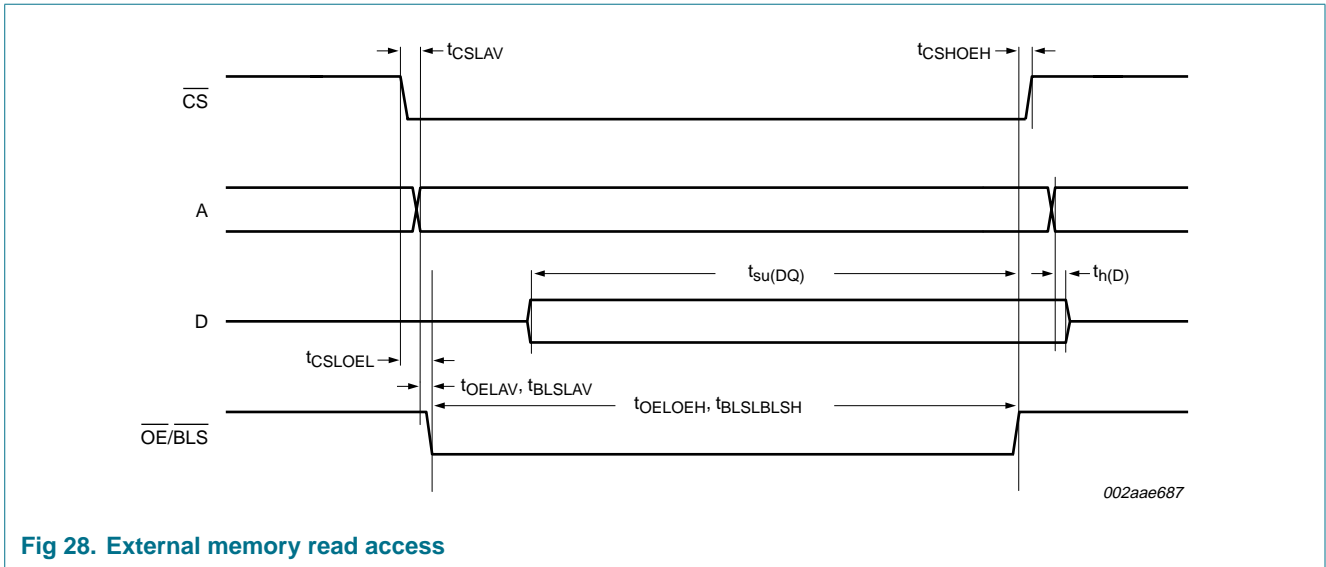 tCSLAV
tCSHOEH
CS
A
tsu(DQ)
th(D)
D
tCSLOEL
tOELAV, tBLSLAV
tOELOEH, tBLSLBLSH
OE/BLS
002aae687
Fig 28. External memory read access